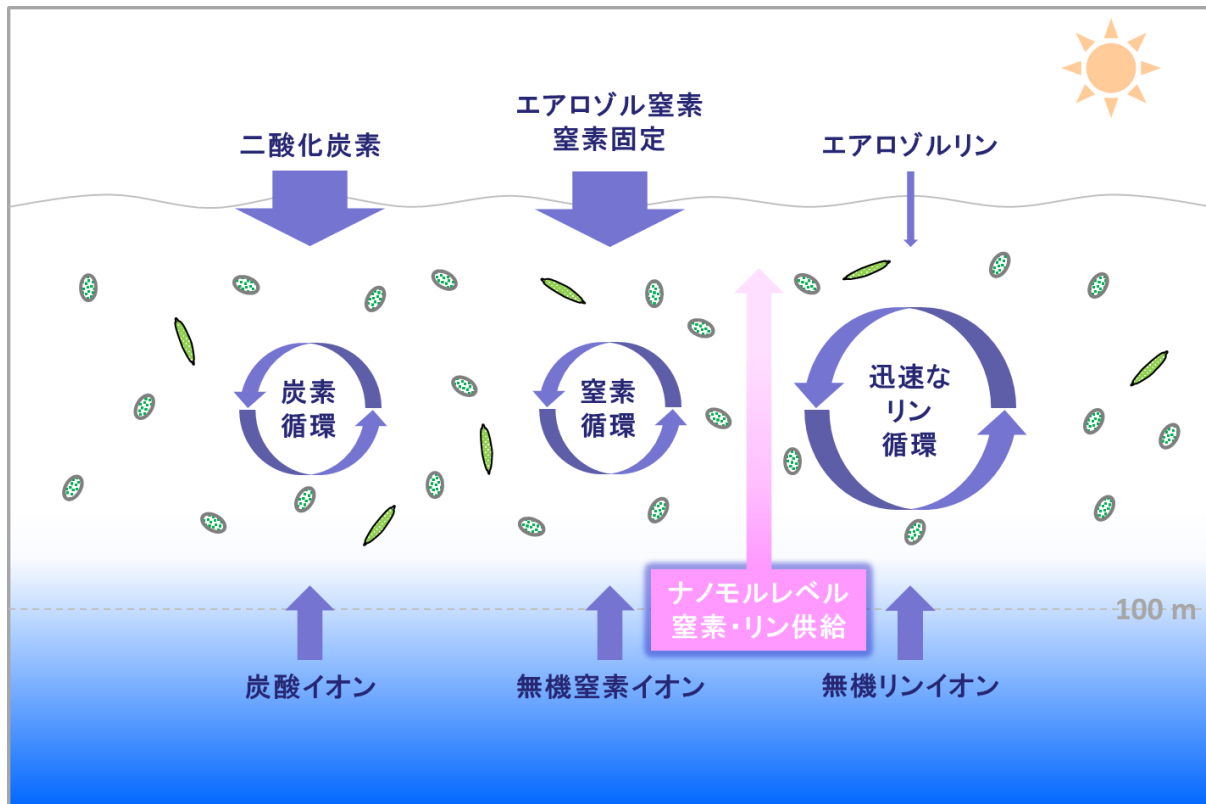 二酸化炭素
エアロゾル窒素
窒素固定
エアロゾルリン
炭素
循環
窒素
循環
迅速な
リン
循環
ナノモルレベル
窒素・リン供給
100 m
炭酸イオン
無機窒素イオン
無機リンイオン